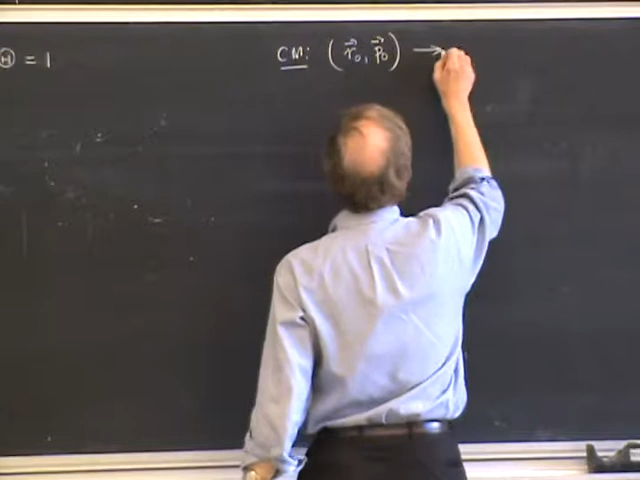 Ⓗ = 1
CM: (r⃗₀, p⃗₀) →